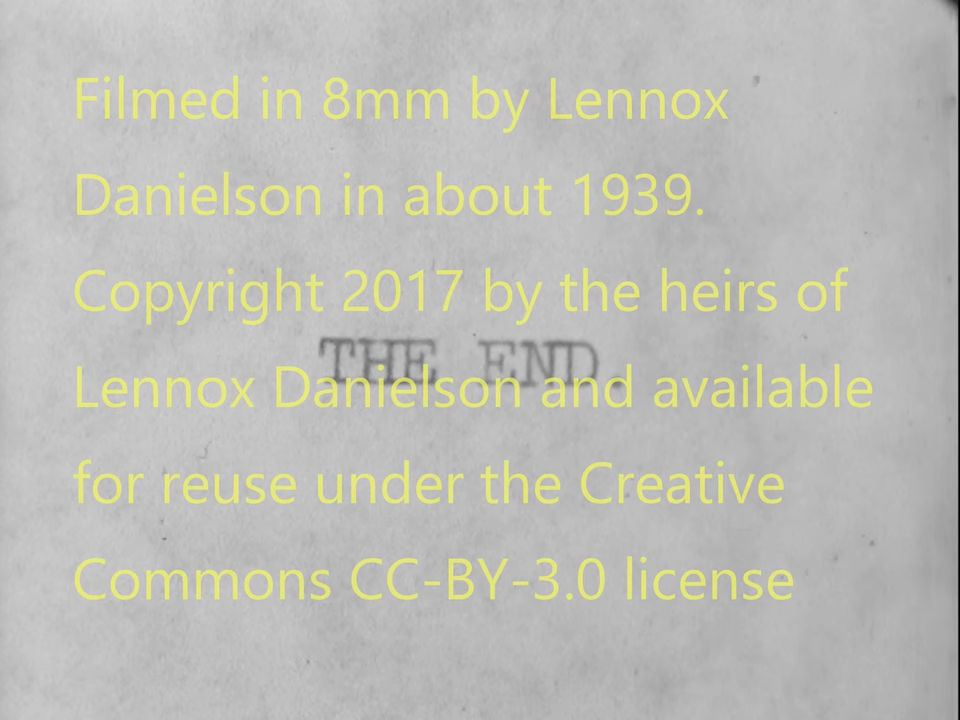 Filmed in 8mm by Lennox
Danielson in about 1939.
Copyright 2017 by the heirs of
THE END.
Lennox Danielson and available
for reuse under the Creative
Commons CC-BY-3.0 license